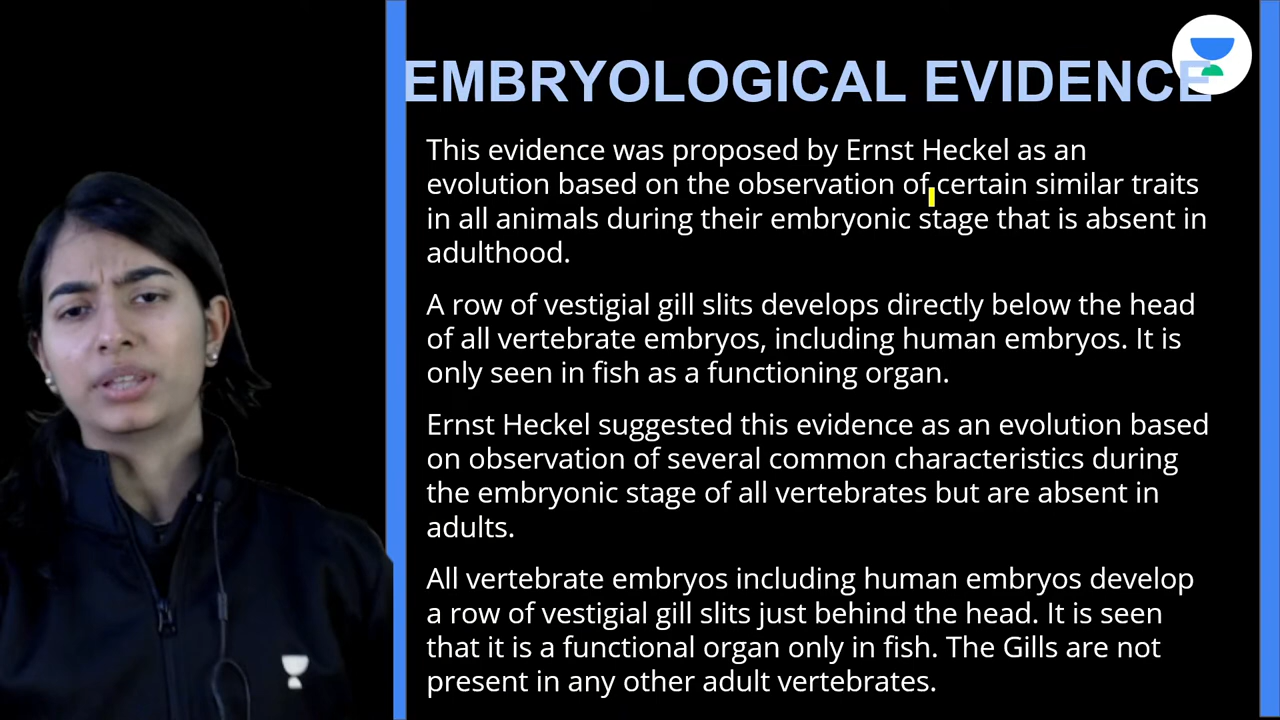 EMBRYOLOGICAL EVIDENCE
This evidence was proposed by Ernst Heckel as an
evolution based on the observation of certain similar traits
in all animals during their embryonic stage that is absent in
adulthood.
A row of vestigial gill slits develops directly below the head
of all vertebrate embryos, including human embryos. It is
only seen in fish as a functioning organ.
Ernst Heckel suggested this evidence as an evolution based
on observation of several common characteristics during
the embryonic stage of all vertebrates but are absent in
adults.
All vertebrate embryos including human embryos develop
a row of vestigial gill slits just behind the head. It is seen
that it is a functional organ only in fish. The Gills are not
present in any other adult vertebrates.